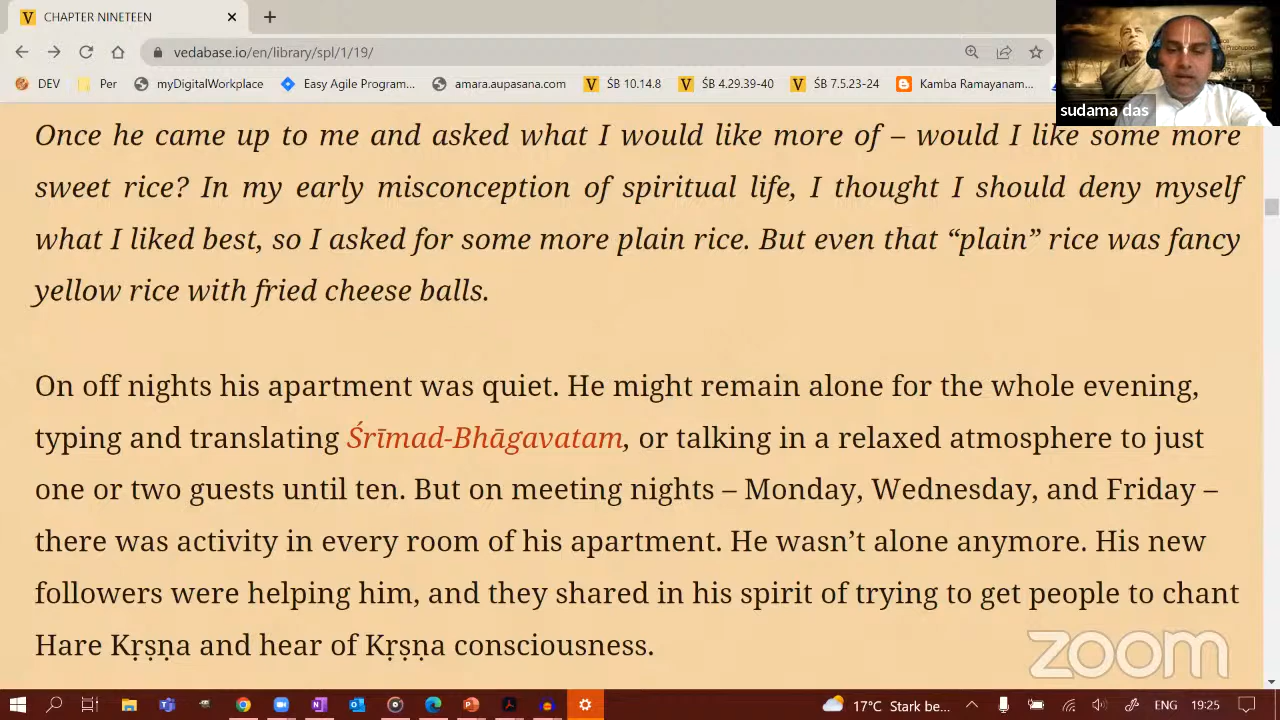 CHAPTER NINETEEN
vedabase.io/en/library/spl/1/19/
DEV Per myDigitalWorkplace Easy Agile Program... amara.aupasana.com ŚB 10.14.8 ŚB 4.29.39-40 ŚB 7.5.23-24 Kamba Ramayanam...
sudama das
Once he came up to me and asked what I would like more of – would I like some more
sweet rice? In my early misconception of spiritual life, I thought I should deny myself
what I liked best, so I asked for some more plain rice. But even that “plain” rice was fancy
yellow rice with fried cheese balls.
On off nights his apartment was quiet. He might remain alone for the whole evening,
typing and translating Śrīmad-Bhāgavatam, or talking in a relaxed atmosphere to just
one or two guests until ten. But on meeting nights – Monday, Wednesday, and Friday –
there was activity in every room of his apartment. He wasn’t alone anymore. His new
followers were helping him, and they shared in his spirit of trying to get people to chant
Hare Kṛṣṇa and hear of Kṛṣṇa consciousness.
zoom
17°C Stark be... ENG 19:25